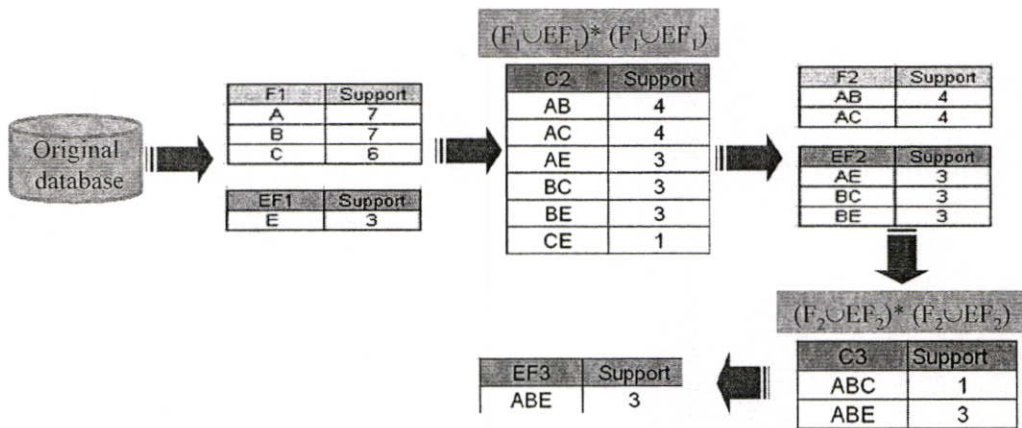 Original
database
F1 Support
A 7
B 7
C 6
EF1 Support
E 3
(F₁∪EF₁)* (F₁∪EF₁)
C2 Support
AB 4
AC 4
AE 3
BC 3
BE 3
CE 1
F2 Support
AB 4
AC 4
EF2 Support
AE 3
BC 3
BE 3
(F₂∪EF₂)* (F₂∪EF₂)
C3 Support
ABC 1
ABE 3
EF3 Support
ABE 3